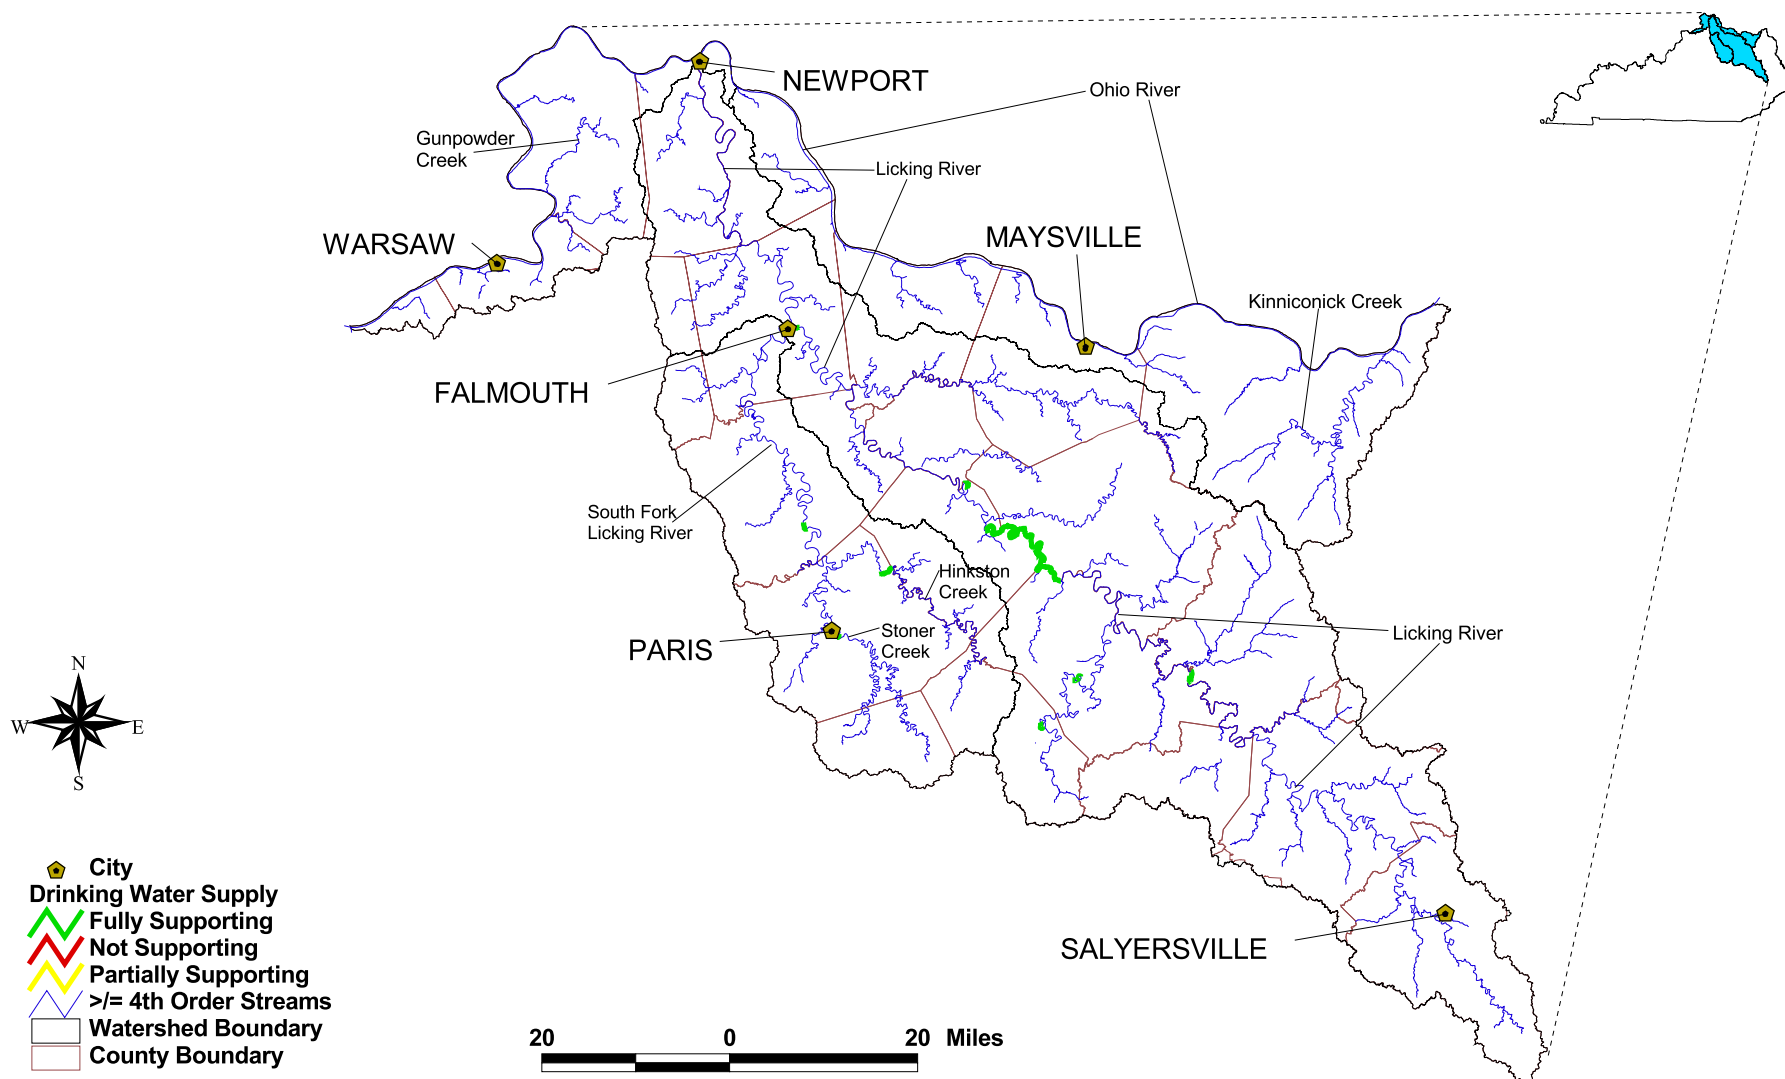 NEWPORT
Ohio River
Gunpowder
Creek
Licking River
WARSAW
MAYSVILLE
Kinniconick Creek
FALMOUTH
South Fork
Licking River
Hinkston
Creek
Stoner
Creek
PARIS
Licking River
N
W
E
S
SALYERSVILLE
City
Drinking Water Supply
Fully Supporting
Not Supporting
Partially Supporting
>/= 4th Order Streams
Watershed Boundary
County Boundary
20 0 20 Miles